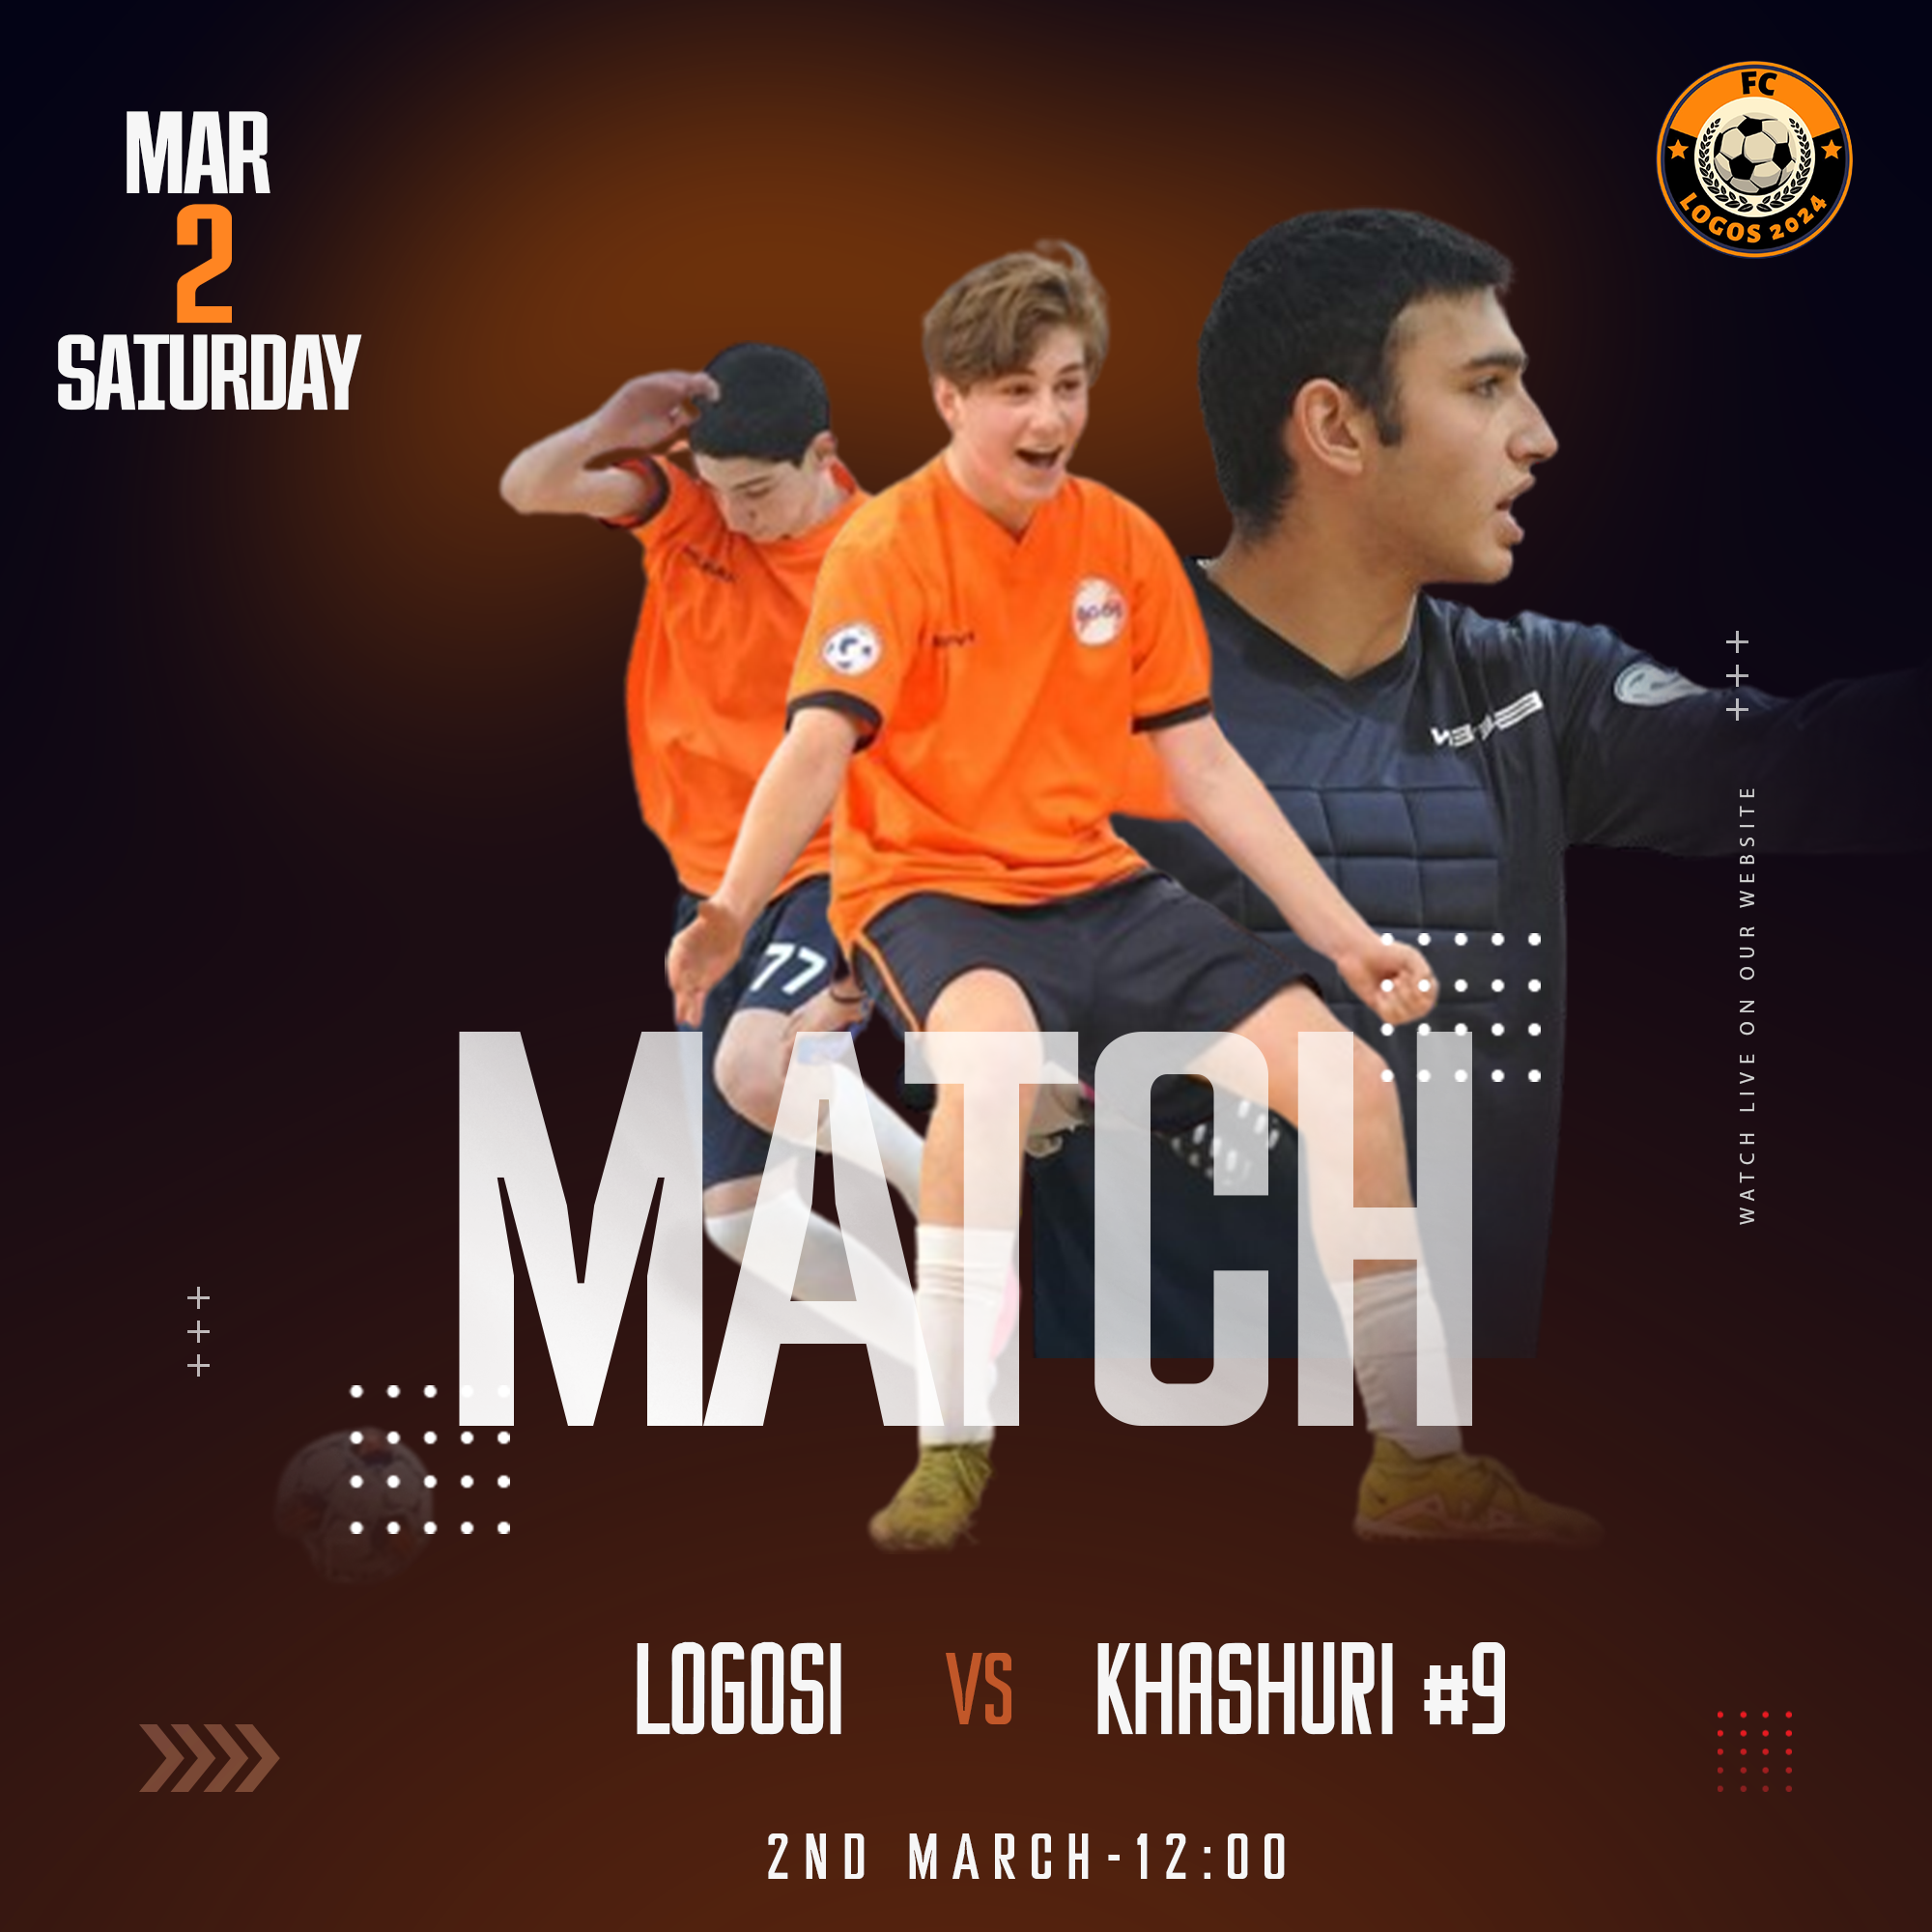 MAR
2
SATURDAY
FC
LOGOS 2024
77
WATCH LIVE ON OUR WEBSITE
MATCH
LOGOSI VS KHASHURI #9
2ND MARCH-12:00